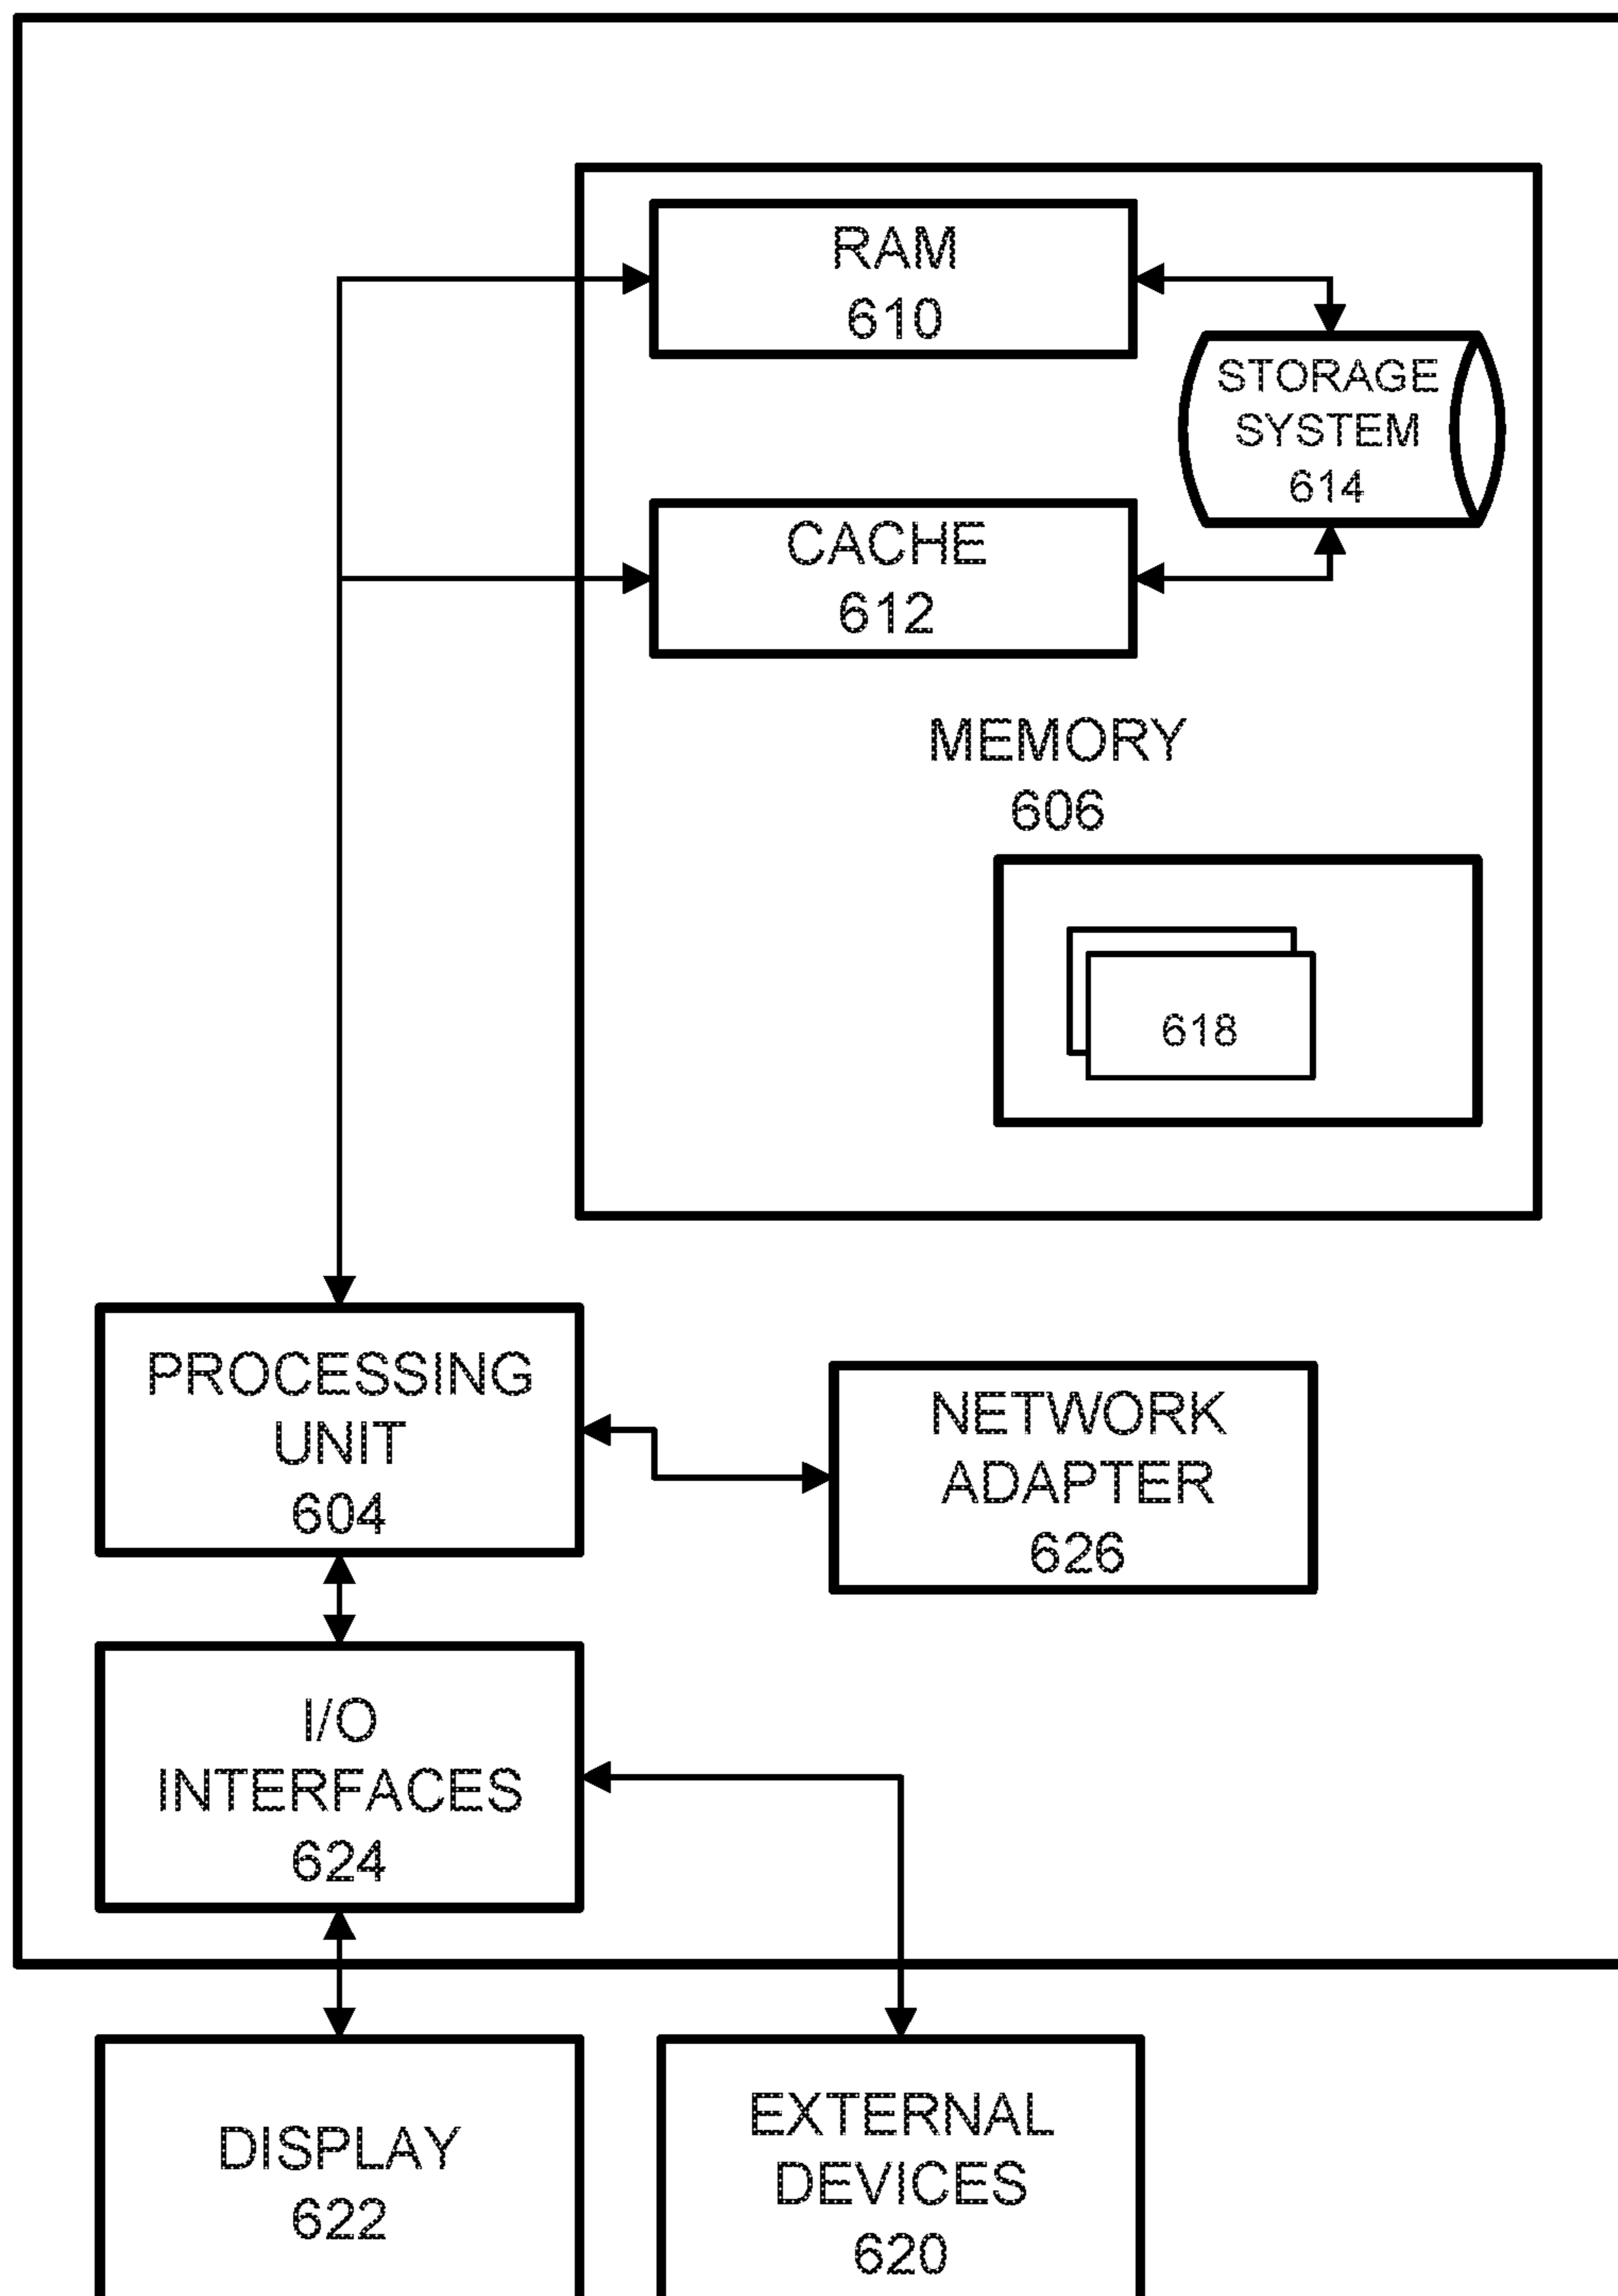 RAM
610
STORAGE
SYSTEM
614
CACHE
612
MEMORY
606
618
PROCESSING
UNIT
604
NETWORK
ADAPTER
626
I/O
INTERFACES
624
DISPLAY
622
EXTERNAL
DEVICES
620